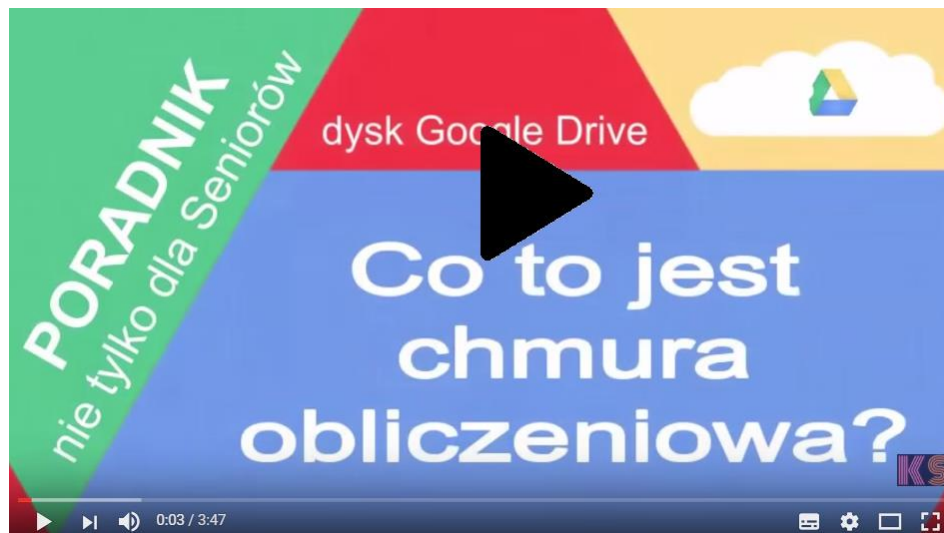 PORADNIK
nie tylko dla Seniorów
dysk Google Drive
Co to jest
chmura
obliczeniowa?
KS
0:03 / 3:47